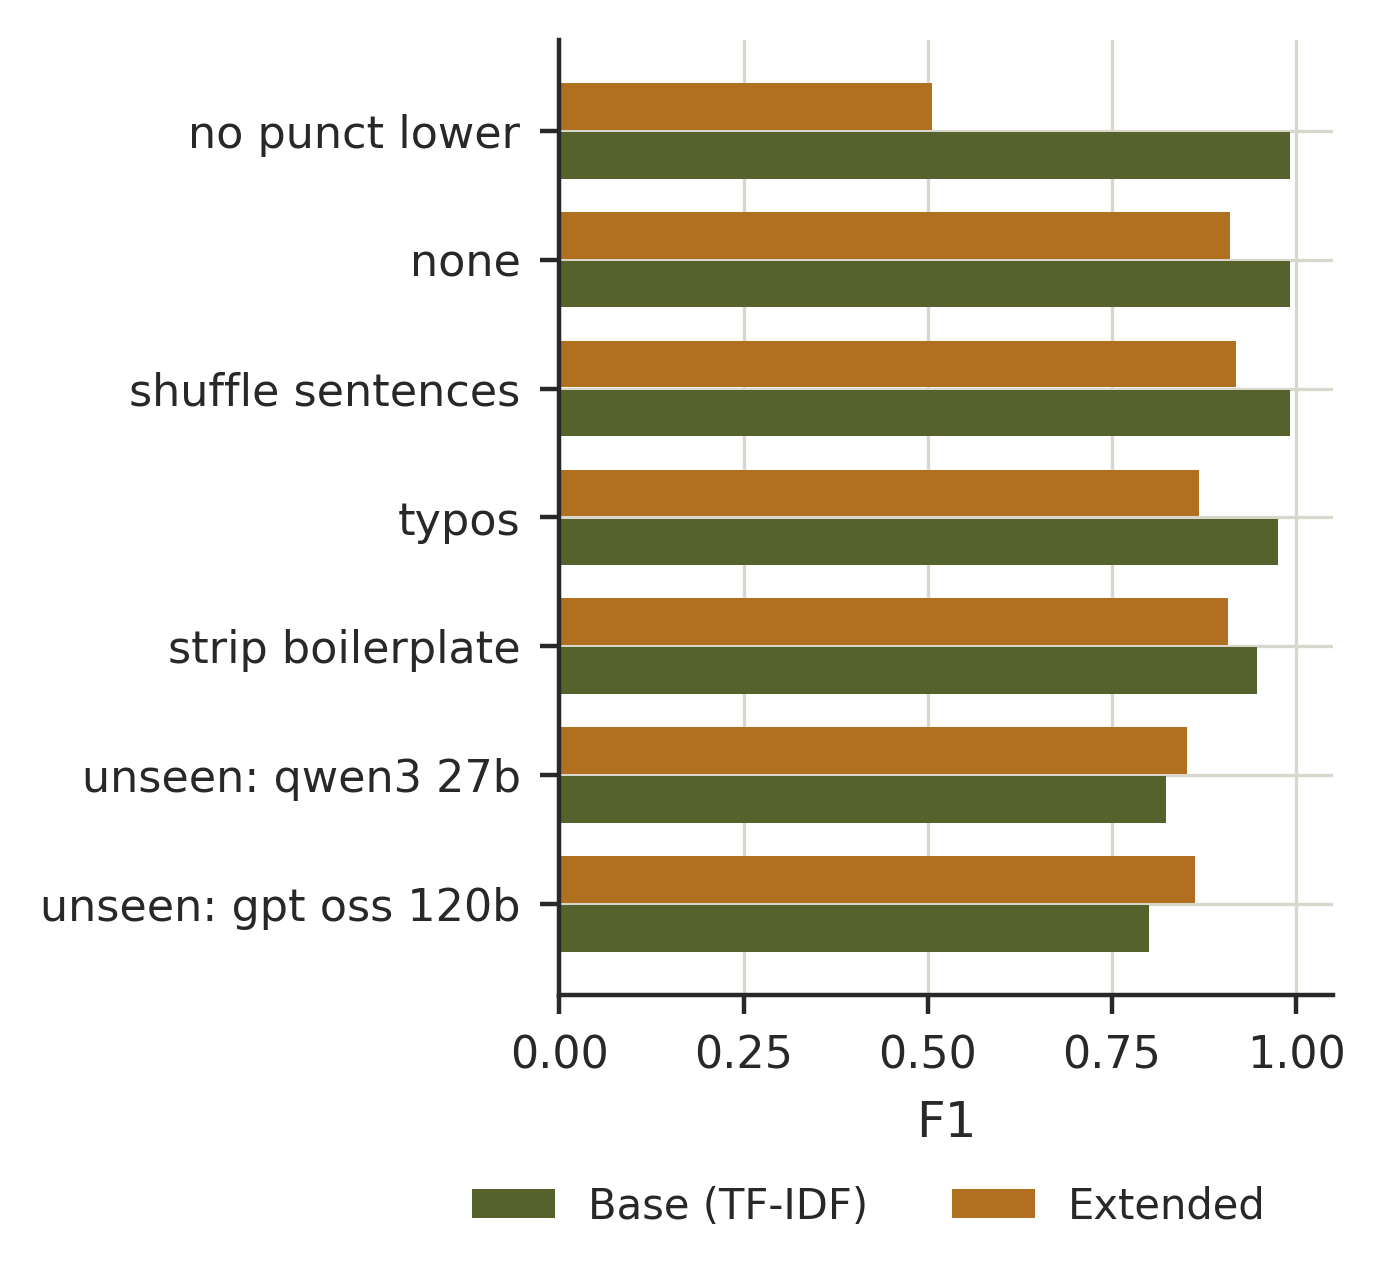 no punct lower
none
shuffle sentences
typos
strip boilerplate
unseen: qwen3 27b
unseen: gpt oss 120b
0.00 0.25 0.50 0.75 1.00
F1
Base (TF-IDF) Extended